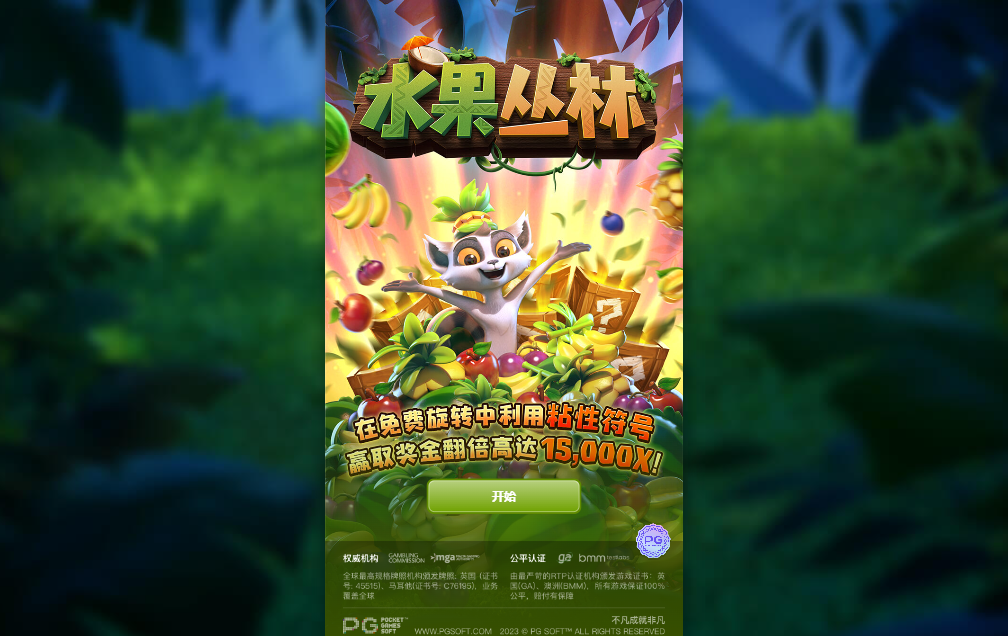 水果丛林
在免费旋转中利用粘性符号
赢取奖金翻倍高达15,000X!
开始
PG
权威机构 GAMBLING COMMISSION mga
公平认证 ga bmm testlabs
全球最高规格牌照机构颁发牌照: 英国 (证书
号: 45515)、马耳他(证书号: C76195), 业务
覆盖全球
由最严苛的RTP认证机构颁发游戏证书: 英
国(GA)、澳洲(BMM), 所有游戏保证100%
公平, 赔付有保障
不凡成就非凡
PG POCKET GAMES SOFT
WWW.PGSOFT.COM 2023 © PG SOFT™ ALL RIGHTS RESERVED